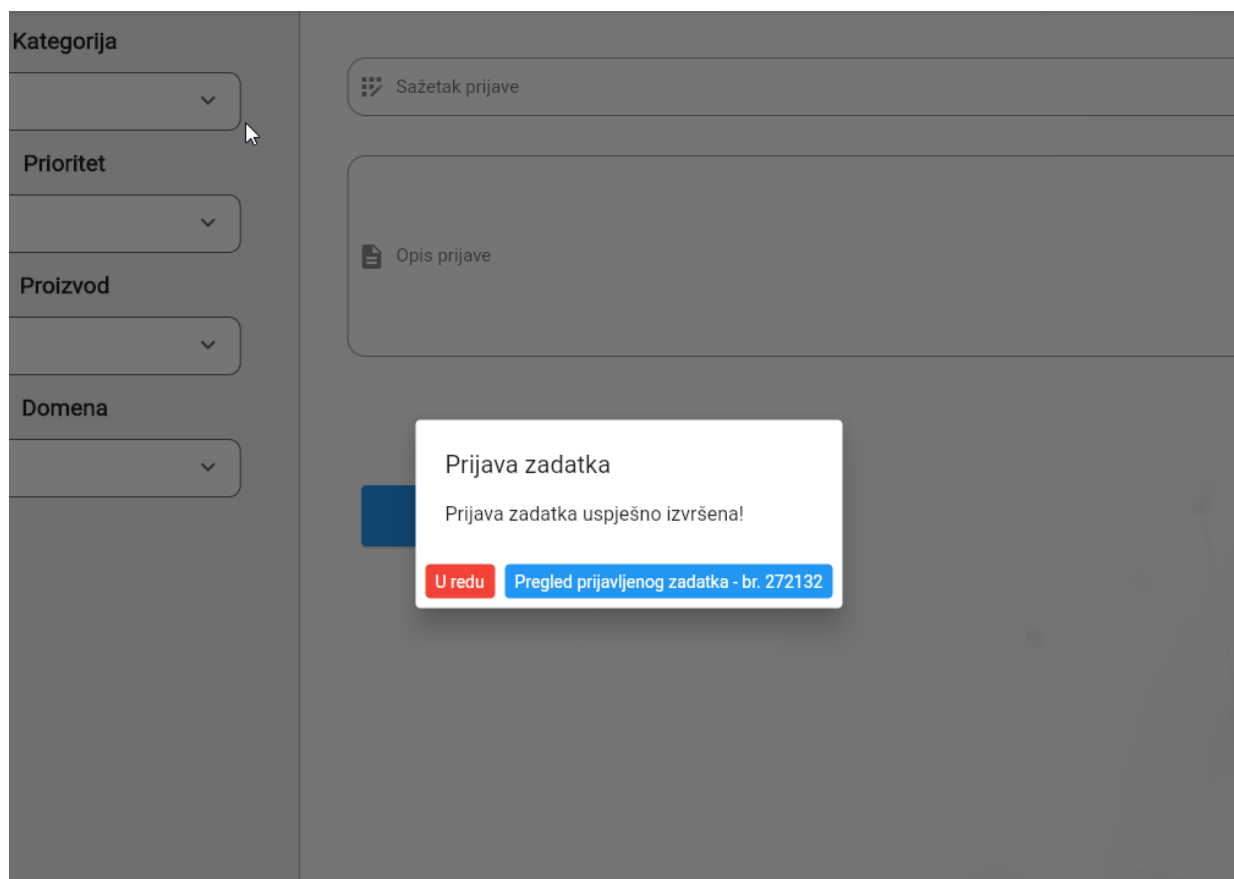 Kategorija
Prioritet
Proizvod
Domena
Sažetak prijave
Opis prijave
Prijava zadatka
Prijava zadatka uspješno izvršena!
U redu
Pregled prijavljenog zadatka - br. 272132